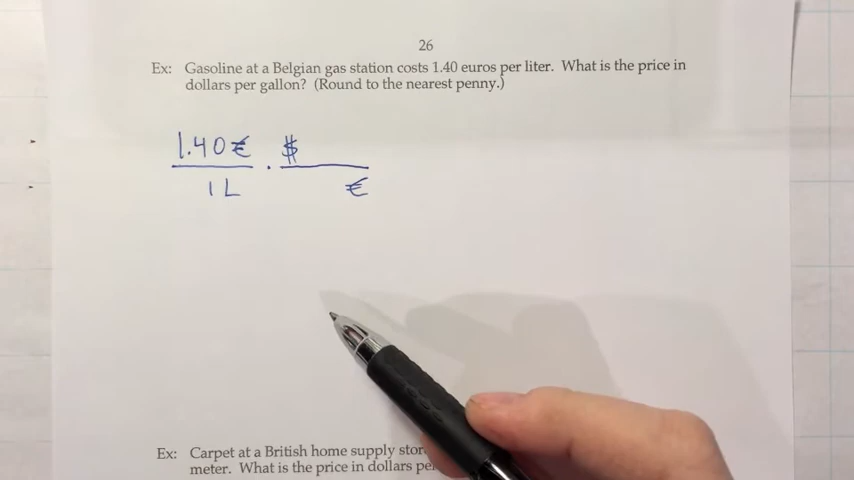 26
Ex: Gasoline at a Belgian gas station costs 1.40 euros per liter. What is the price in
dollars per gallon? (Round to the nearest penny.)
1.40€ . $
1L €
Ex: Carpet at a British home supply
meter. What is the price in dollars